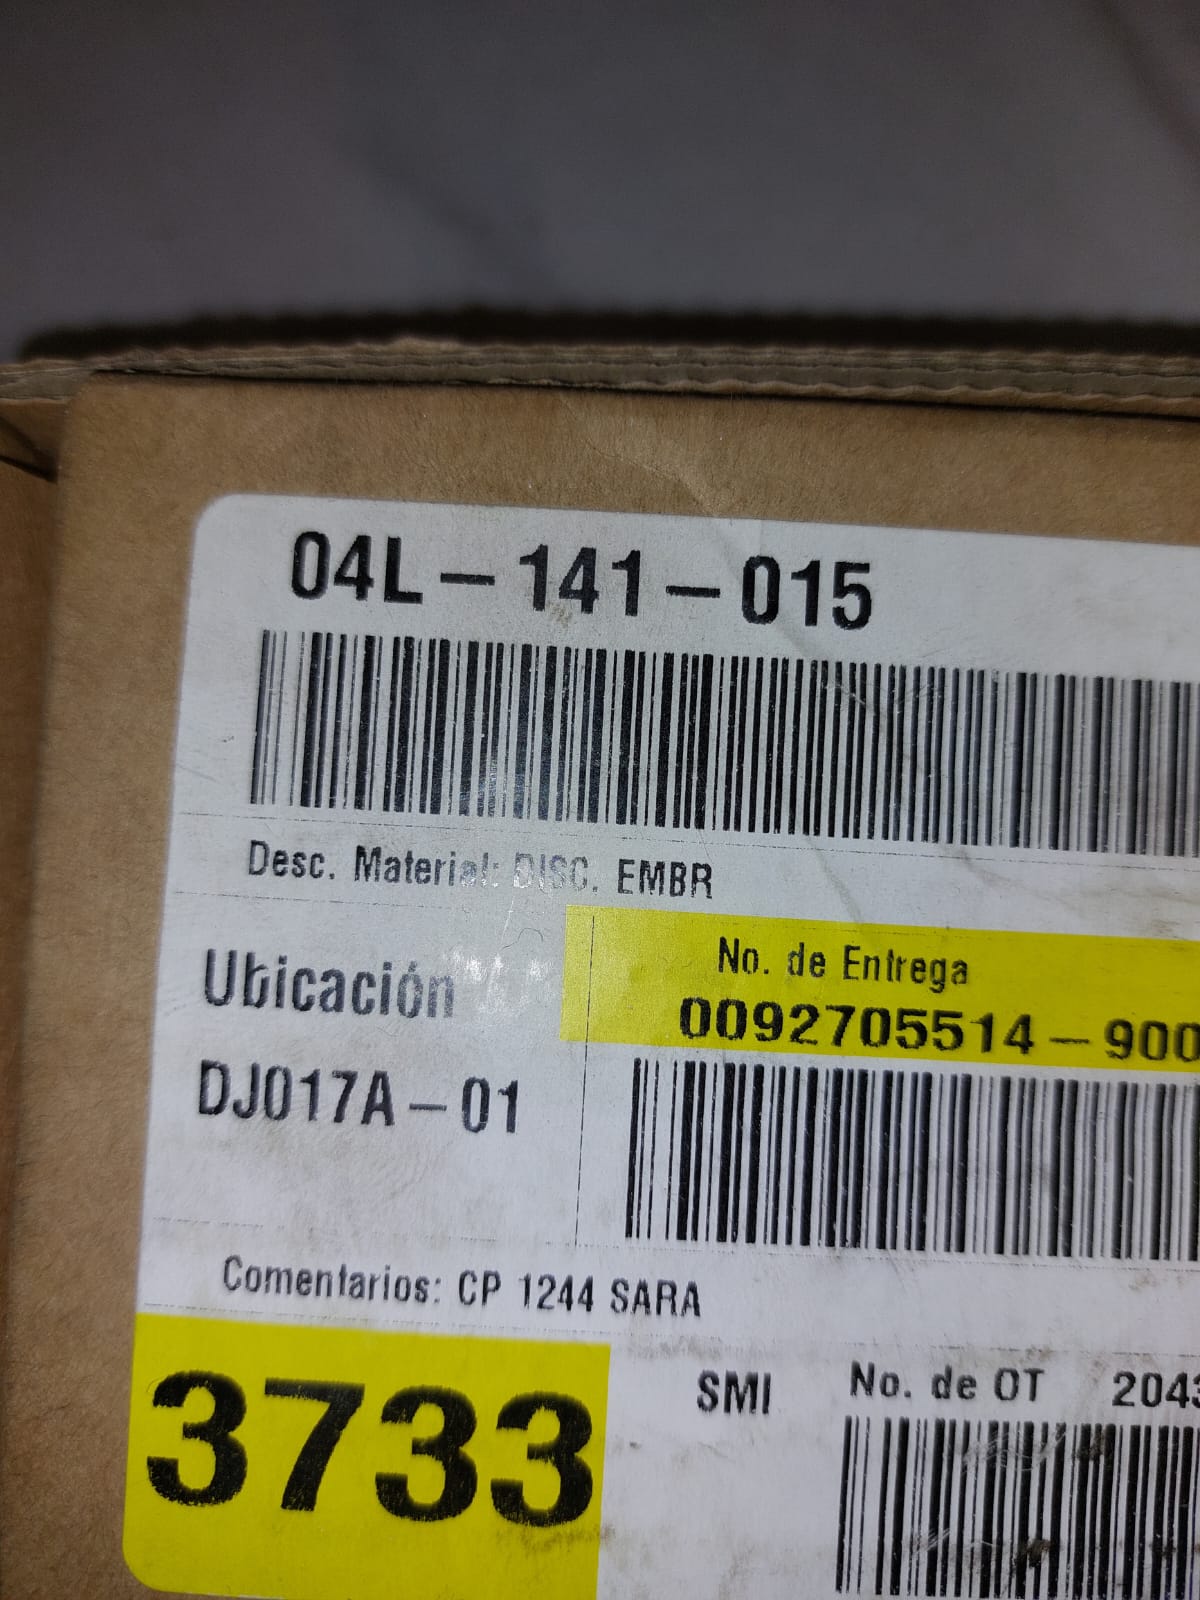 04L-141-015
Desc. Material: DISC. EMBR
Ubicación
No. de Entrega
0092705514-900
DJ017A-01
Comentarios: CP 1244 SARA
3733
SMI
No. de OT 2043